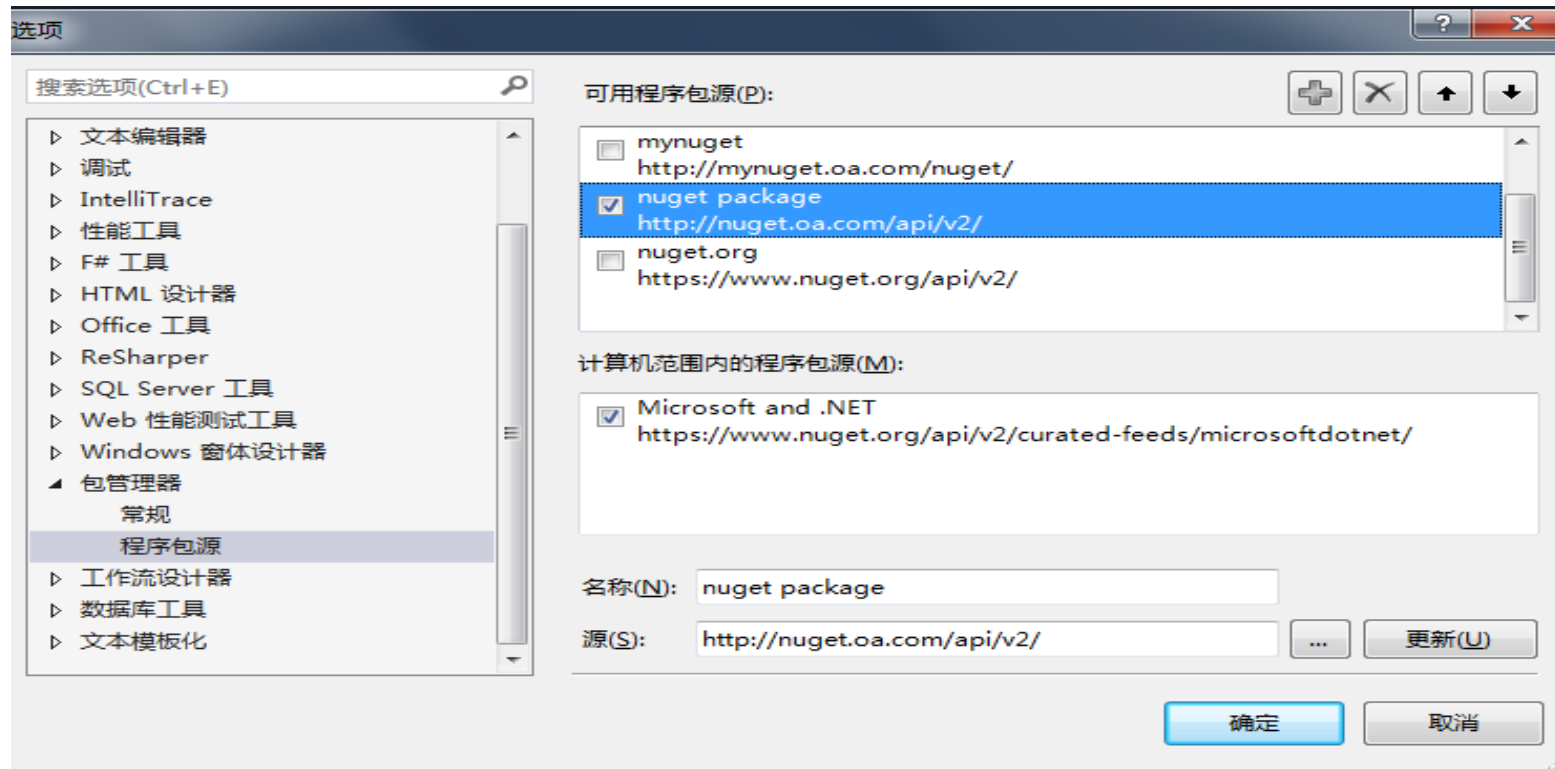 选项
搜索选项(Ctrl+E)
文本编辑器
调试
IntelliTrace
性能工具
F# 工具
HTML 设计器
Office 工具
ReSharper
SQL Server 工具
Web 性能测试工具
Windows 窗体设计器
包管理器
常规
程序包源
工作流设计器
数据库工具
文本模板化
可用程序包源(P):
mynuget
http://mynuget.oa.com/nuget/
nuget package
http://nuget.oa.com/api/v2/
nuget.org
https://www.nuget.org/api/v2/
计算机范围内的程序包源(M):
Microsoft and .NET
https://www.nuget.org/api/v2/curated-feeds/microsoftdotnet/
名称(N): nuget package
源(S): http://nuget.oa.com/api/v2/ ... 更新(U)
确定 取消